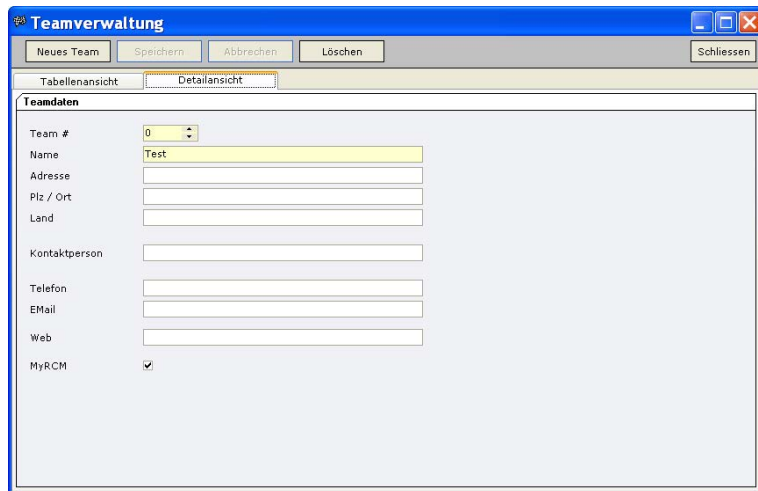 Teamverwaltung
Neues Team Speichern Abbrechen Löschen Schliessen
Tabellenansicht Detailansicht
Teamdaten
Team # 0
Name Test
Adresse
Plz / Ort
Land
Kontaktperson
Telefon
EMail
Web
MyRCM